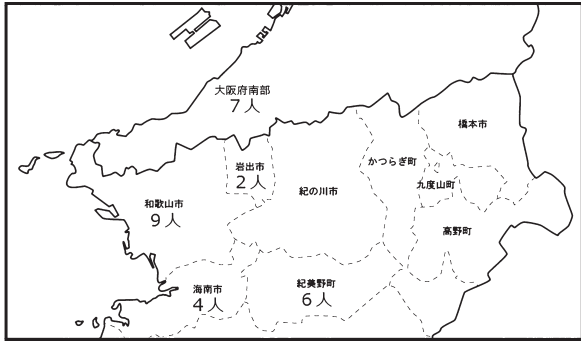 大阪府南部
7人
橋本市
かつらぎ町
岩出市
2人
九度山町
紀の川市
和歌山市
9人
高野町
海南市
4人
紀美野町
6人